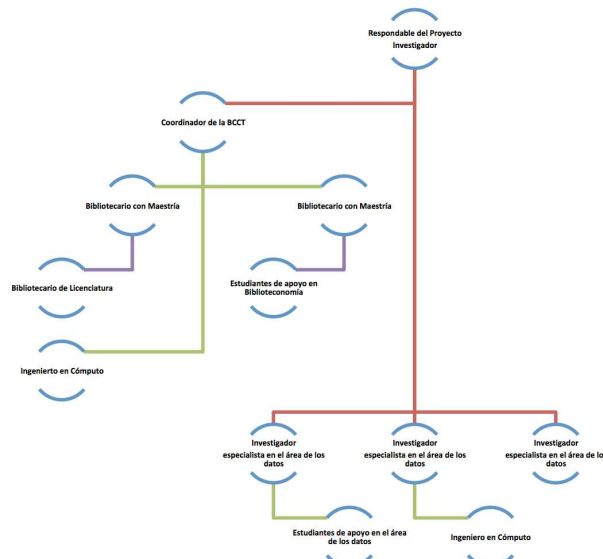 Respondable del Proyecto
Investigador
Coordinador de la BCCT
Bibliotecario con Maestría
Bibliotecario con Maestría
Bibliotecario de Licenciatura
Estudiantes de apoyo en
Biblioteconomía
Ingenierto en Cómputo
Investigador
especialista en el área de los
datos
Investigador
especialista en el área de los
datos
Investigador
especialista en el área de los
datos
Estudiantes de apoyo en el área
de los datos
Ingeniero en Cómputo